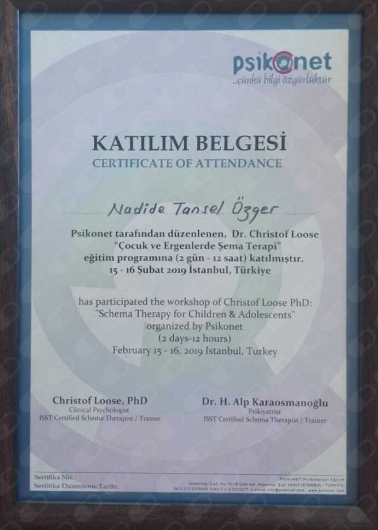 psikonet
...çünkü bilgi özgürlüktür
KATILIM BELGESİ
CERTIFICATE OF ATTENDANCE
Nadide Tansel Özger
Psikonet tarafından düzenlenen, Dr. Christof Loose
"Çocuk ve Ergenlerde Şema Terapi"
eğitim programına (2 gün - 12 saat) katılmıştır.
15 - 16 Şubat 2019 İstanbul, Türkiye
has participated the workshop of Christof Loose PhD:
"Schema Therapy for Children & Adolescents"
organized by Psikonet
(2 days-12 hours)
February 15 - 16, 2019 İstanbul, Turkey
Christof Loose, PhD
Clinical Psychologist
ISST Certified Schema Therapist / Trainer
Dr. H. Alp Karaosmanoğlu
Psikiyatrist
ISST Certified Schema Therapist / Trainer
Sertifika No:
Sertifika Düzenleme Tarihi: